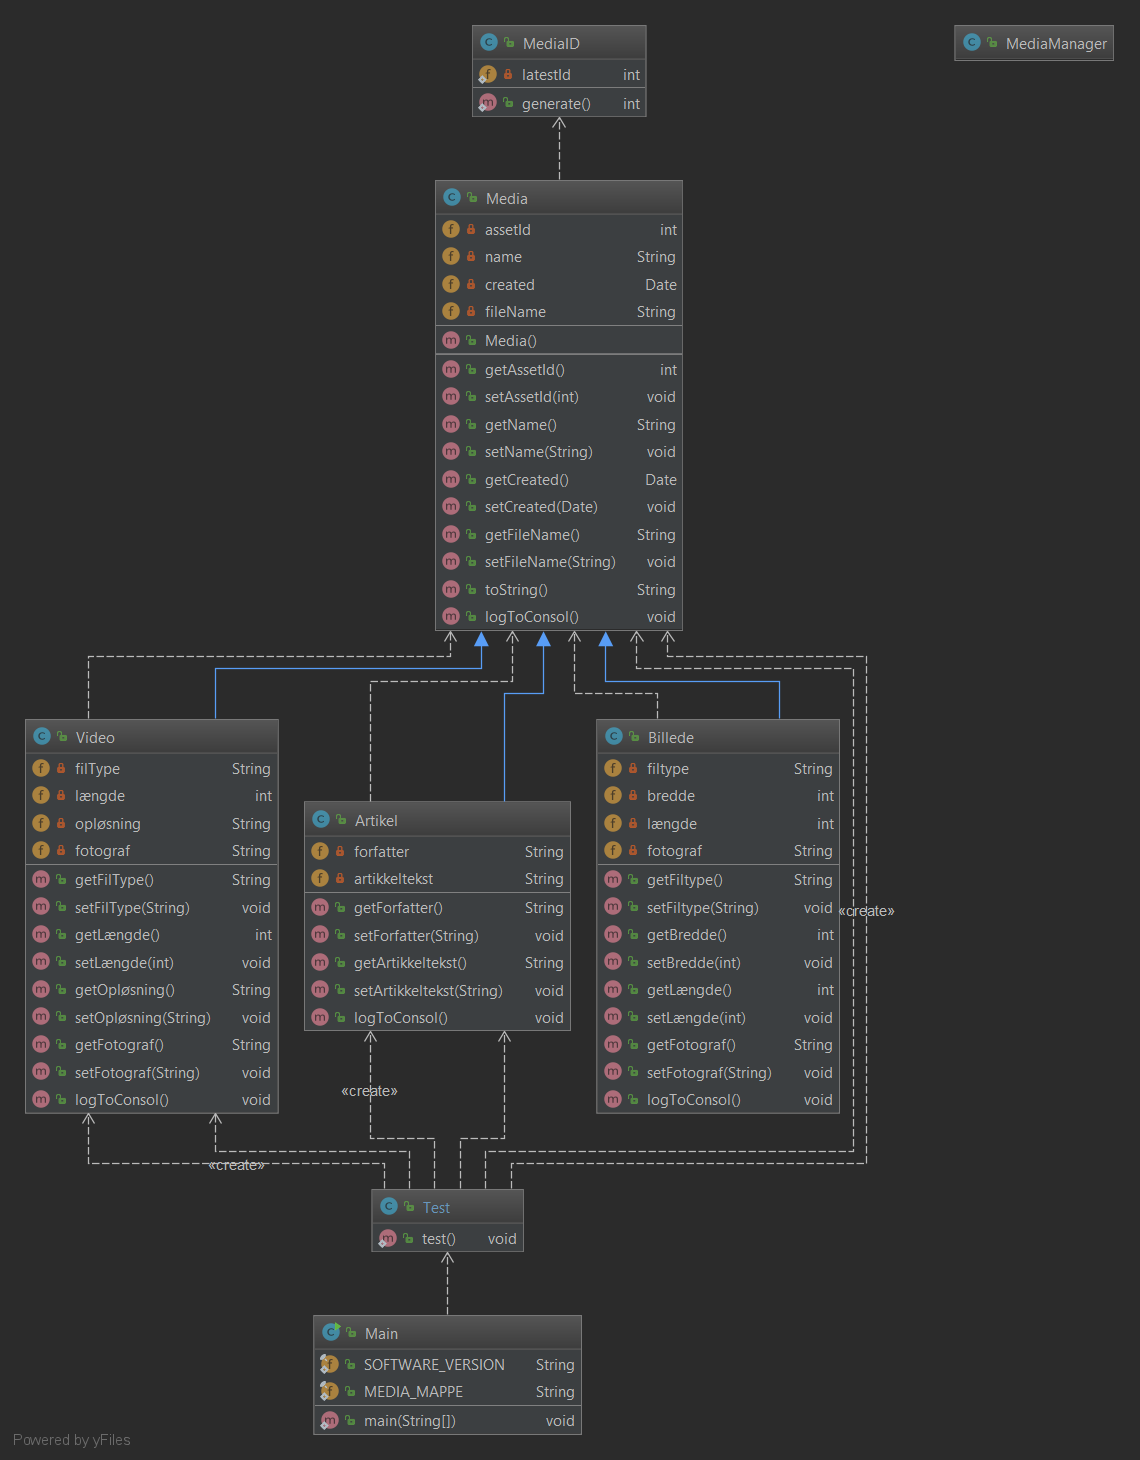 MediaID
latestId int
generate() int
MediaManager
Media
assetId int
name String
created Date
fileName String
Media()
getAssetId() int
setAssetId(int) void
getName() String
setName(String) void
getCreated() Date
setCreated(Date) void
getFileName() String
setFileName(String) void
toString() String
logToConsol() void
Video
filType String
længde int
opløsning String
fotograf String
getFilType() String
setFilType(String) void
getLængde() int
setLængde(int) void
getOpløsning() String
setOpløsning(String) void
getFotograf() String
setFotograf(String) void
logToConsol() void
Artikel
forfatter String
artikkeltekst String
getForfatter() String
setForfatter(String) void
getArtikkeltekst() String
setArtikkeltekst(String) void
logToConsol() void
Billede
filtype String
bredde int
længde int
fotograf String
getFiltype() String
setFiltype(String) void
getBredde() int
setBredde(int) void
getLængde() int
setLængde(int) void
getFotograf() String
setFotograf(String) void
logToConsol() void
«create»
«create»
«create»
Test
test() void
Main
SOFTWARE_VERSION String
MEDIA_MAPPE String
main(String[]) void
Powered by yFiles